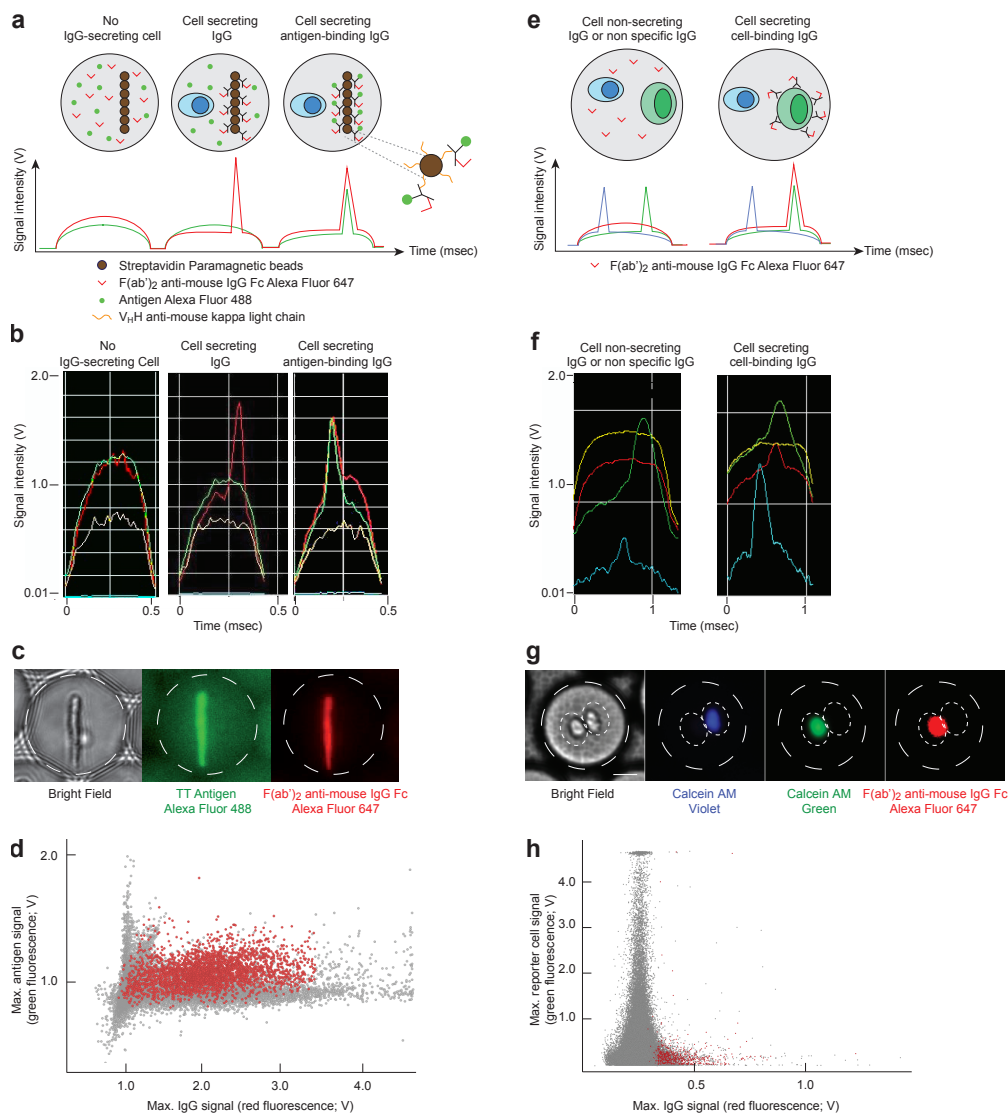 a
No
IgG-secreting cell
Cell secreting
IgG
Cell secreting
antigen-binding IgG
Signal intensity (V)
Time (msec)
Streptavidin Paramagnetic beads
F(ab')2 anti-mouse IgG Fc Alexa Fluor 647
Antigen Alexa Fluor 488
VHH anti-mouse kappa light chain
b
No
IgG-secreting Cell
Cell secreting
IgG
Cell secreting
antigen-binding IgG
Signal intensity (V)
2.0
1.0
0.01
0 0.5 0 0.5 0 0.5
Time (msec)
c
Bright Field
TT Antigen
Alexa Fluor 488
F(ab')2 anti-mouse IgG Fc
Alexa Fluor 647
d
Max. antigen signal
(green fluorescence; V)
2.0
1.0
1.0 2.0 3.0 4.0
Max. IgG signal (red fluorescence; V)
e
Cell non-secreting
IgG or non specific IgG
Cell secreting
cell-binding IgG
Signal intensity (V)
Time (msec)
F(ab')2 anti-mouse IgG Fc Alexa Fluor 647
f
Cell non-secreting
IgG or non specific IgG
Cell secreting
cell-binding IgG
Signal intensity (V)
2.0
1.0
0.01
0 1 0 1
Time (msec)
g
Bright Field
Calcein AM
Violet
Calcein AM
Green
F(ab')2 anti-mouse IgG Fc
Alexa Fluor 647
h
Max. reporter cell signal
(green fluorescence; V)
4.0
3.0
2.0
1.0
0.5 1.0
Max. IgG signal (red fluorescence; V)